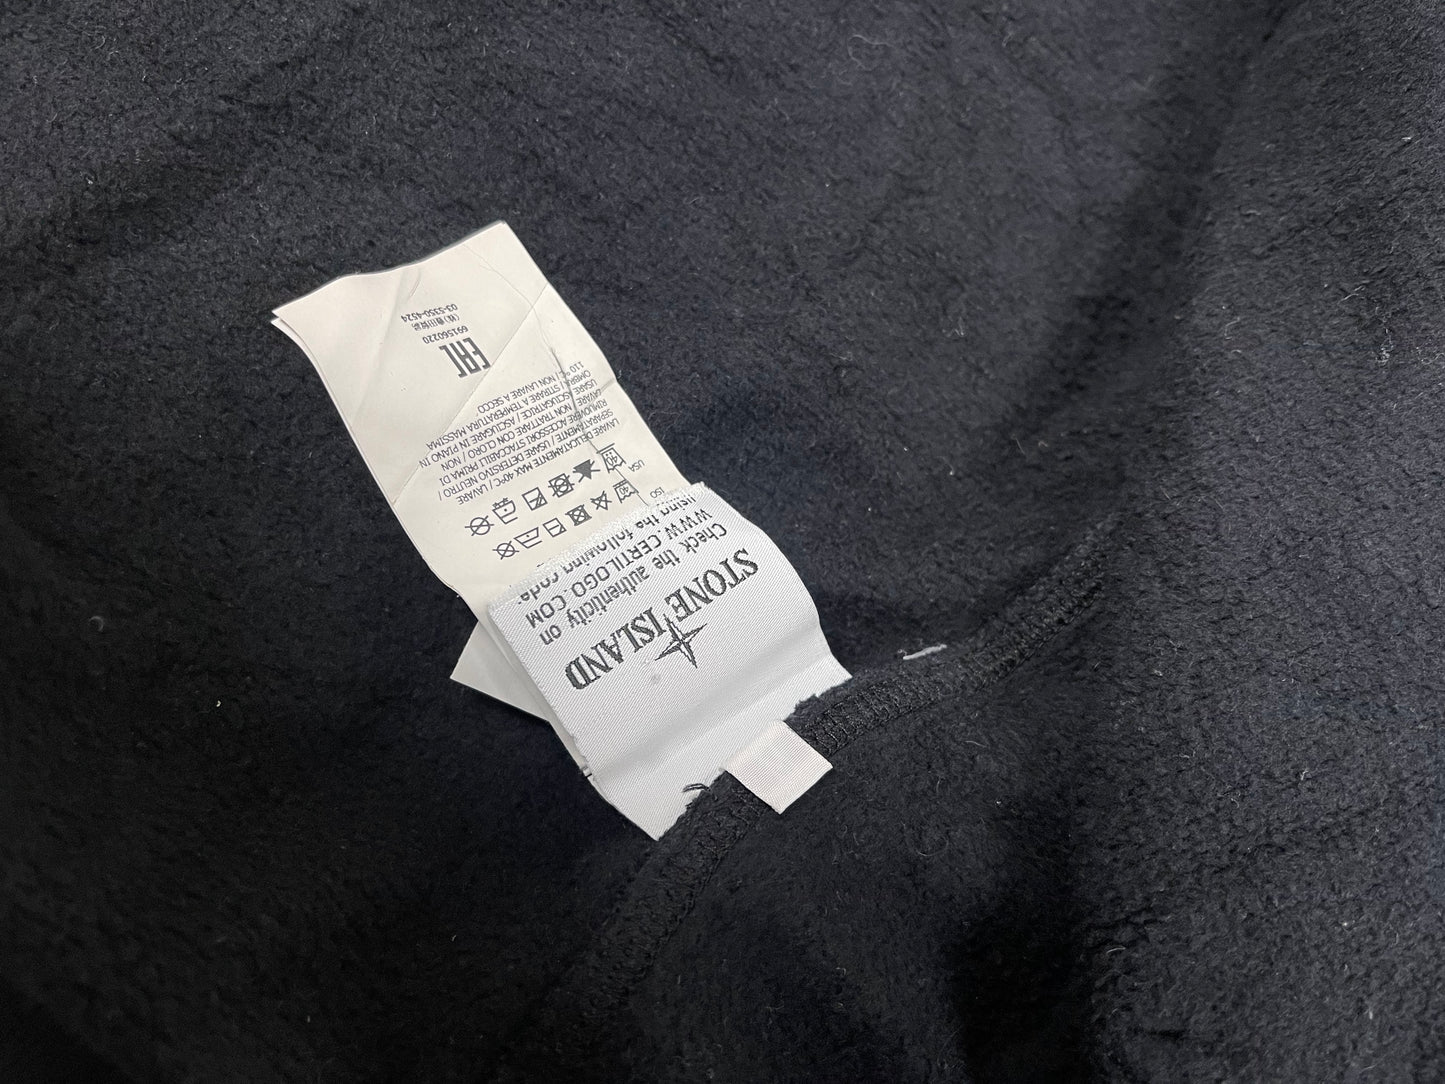 STONE ISLAND
Check the authenticity on
WWW.CERTILOGO.COM
using the following code:
ISO
USA
LAVARE DELICATAMENTE MAX 40°C / LAVARE
SEPARATAMENTE / USARE DETERSIVO NEUTRO /
RIMUOVERE ACCESSORI STACCABILI PRIMA DI
LAVARE / NON TRATTARE CON CLORO / NON
USARE ASCIUGATRICE / ASCIUGARE IN PIANO IN
OMBRA / STIRARE A TEMPERATURA MASSIMA
110 °C / NON LAVARE A SECCO
EAC
691560220
03-5350-4524